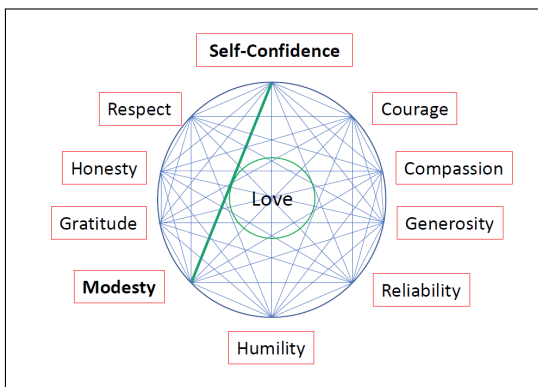 Self-Confidence
Respect
Courage
Honesty
Compassion
Love
Gratitude
Generosity
Modesty
Reliability
Humility